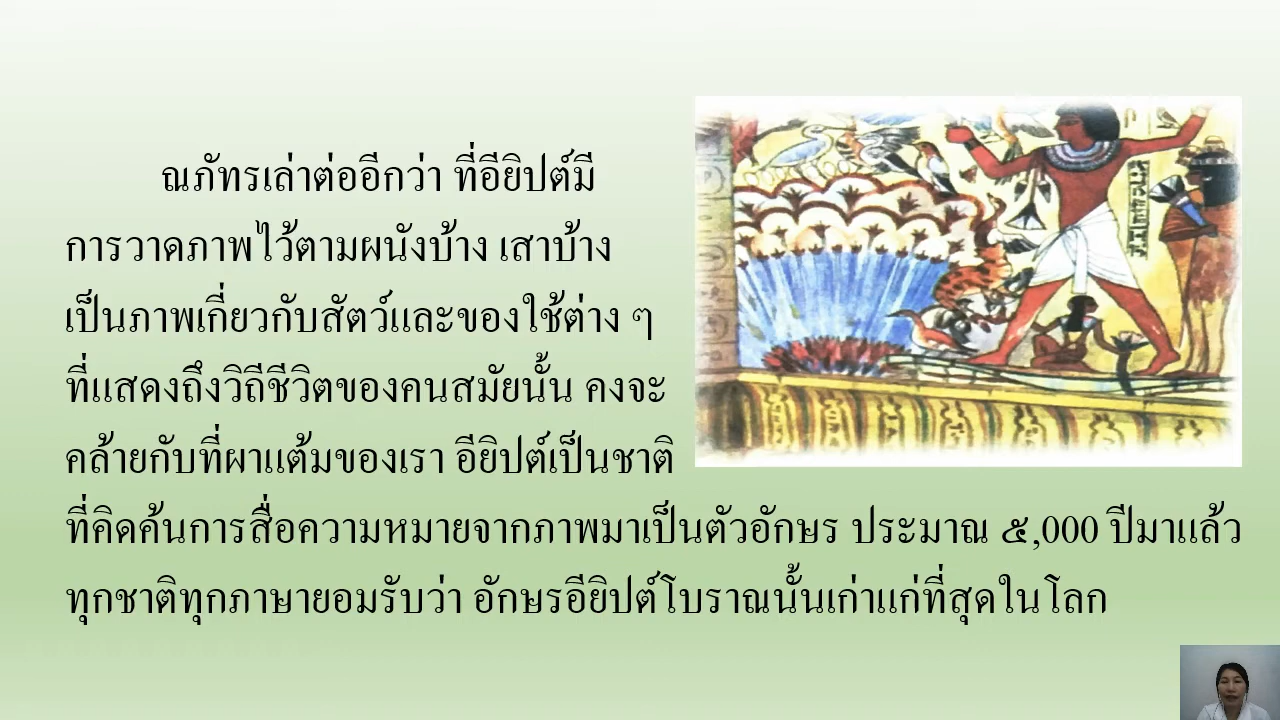 ณภัทรเล่าต่ออีกว่า ที่อียิปต์มี
การวาดภาพไว้ตามผนังบ้าง เสาบ้าง
เป็นภาพเกี่ยวกับสัตว์และของใช้ต่าง ๆ
ที่แสดงถึงวิถีชีวิตของคนสมัยนั้น คงจะ
คล้ายกับที่ผาแต้มของเรา อียิปต์เป็นชาติ
ที่คิดค้นการสื่อความหมายจากภาพมาเป็นตัวอักษร ประมาณ ๕,000 ปีมาแล้ว
ทุกชาติทุกภาษายอมรับว่า อักษรอียิปต์โบราณนั้นเก่าแก่ที่สุดในโลก